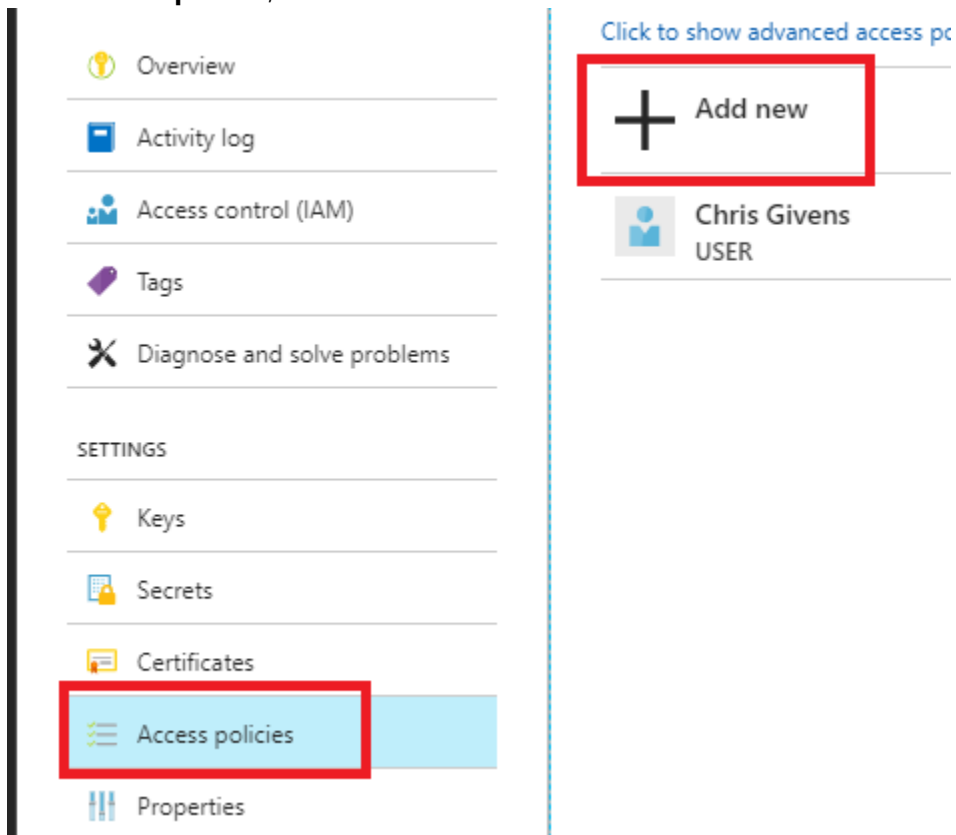 Overview
Activity log
Access control (IAM)
Tags
Diagnose and solve problems
SETTINGS
Keys
Secrets
Certificates
Access policies
Properties
Click to show advanced access
Add new
Chris Givens
USER